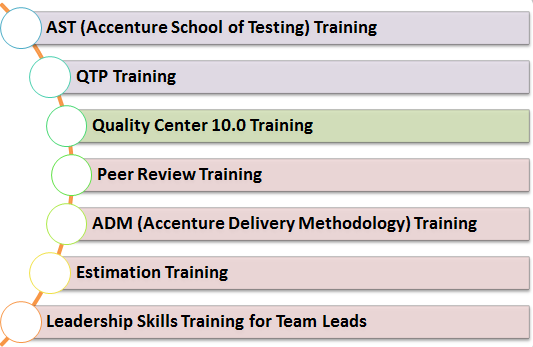 AST (Accenture School of Testing) Training
QTP Training
Quality Center 10.0 Training
Peer Review Training
ADM (Accenture Delivery Methodology) Training
Estimation Training
Leadership Skills Training for Team Leads